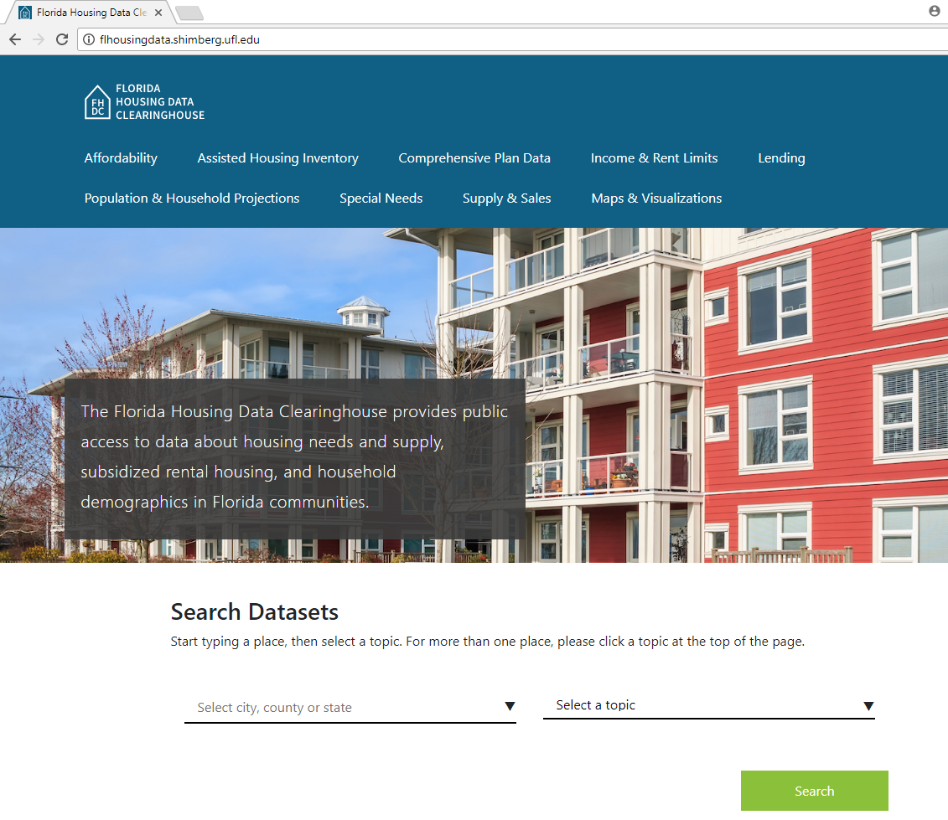 Florida Housing Data Cle
flhousingdata.shimberg.ufl.edu
FLORIDA
HOUSING DATA
CLEARINGHOUSE
FH
DC
Affordability Assisted Housing Inventory Comprehensive Plan Data Income & Rent Limits Lending
Population & Household Projections Special Needs Supply & Sales Maps & Visualizations
The Florida Housing Data Clearinghouse provides public
access to data about housing needs and supply,
subsidized rental housing, and household
demographics in Florida communities.
Search Datasets
Start typing a place, then select a topic. For more than one place, please click a topic at the top of the page.
Select city, county or state Select a topic
Search